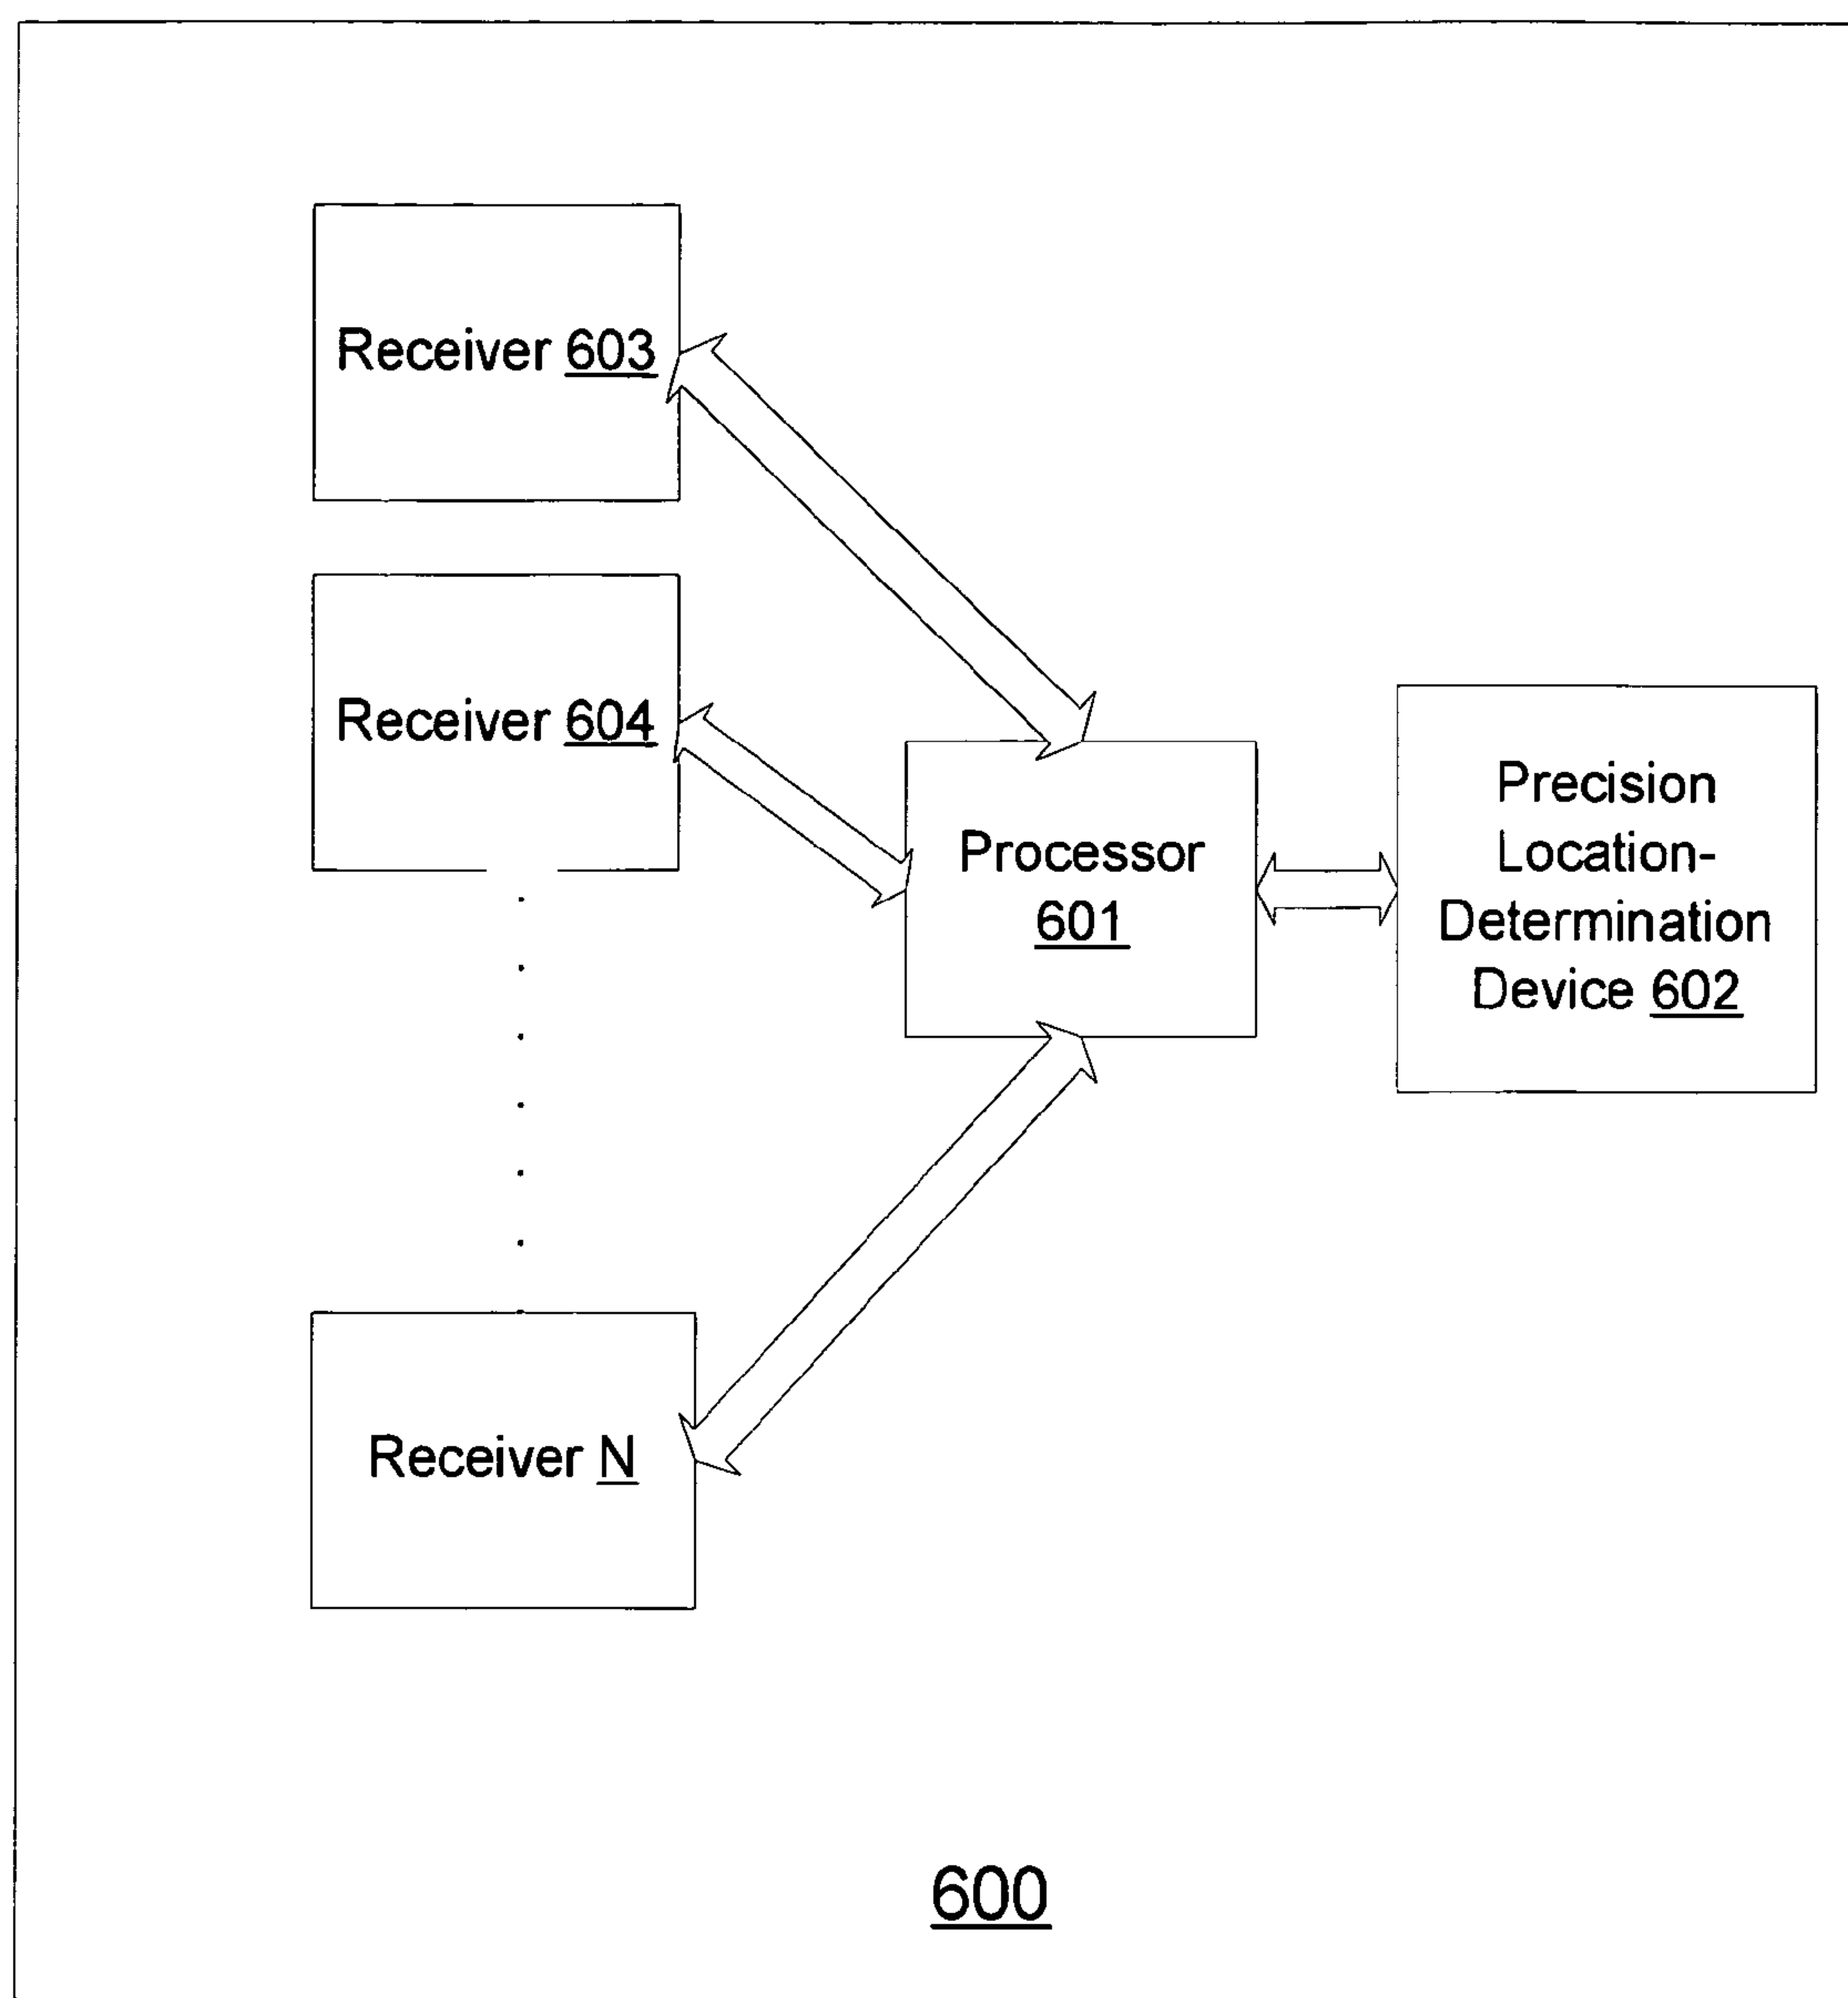 Receiver 603
Receiver 604
Processor
601
Precision
Location-
Determination
Device 602
Receiver N
600